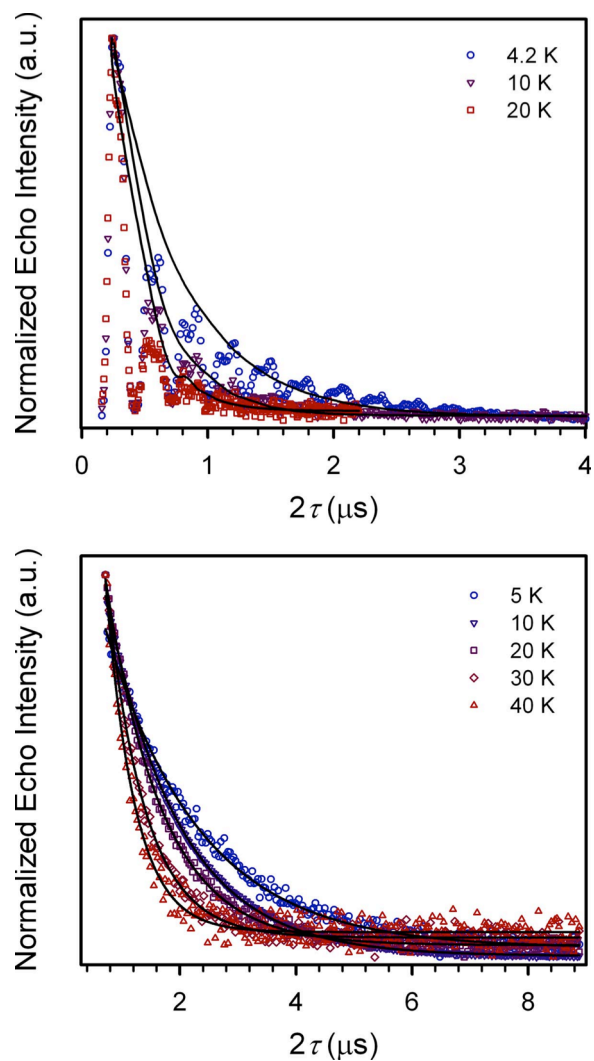 Normalized Echo Intensity (a.u.)
4.2 K
10 K
20 K
0 1 2 3 4
2τ (μs)
Normalized Echo Intensity (a.u.)
5 K
10 K
20 K
30 K
40 K
2 4 6 8
2τ (μs)